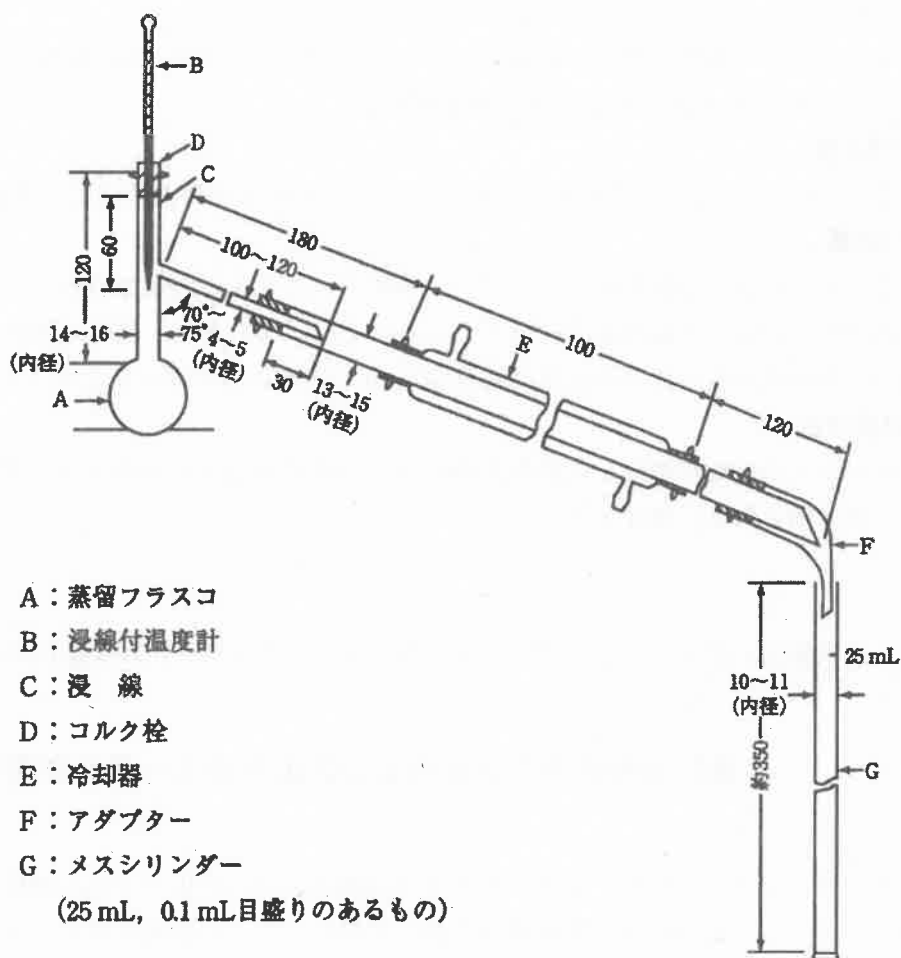 B
D
C
180
100～120
120
60
70°～
75°
14～16
(内径)
4～5
(内径)
A
30
13～15
(内径)
E
100
120
F
A：蒸留フラスコ
B：浸線付温度計
C：浸　線
D：コルク栓
E：冷却器
F：アダプター
G：メスシリンダー
(25 mL，0.1 mL目盛りのあるもの)
25 mL
10～11
(内径)
約350
G